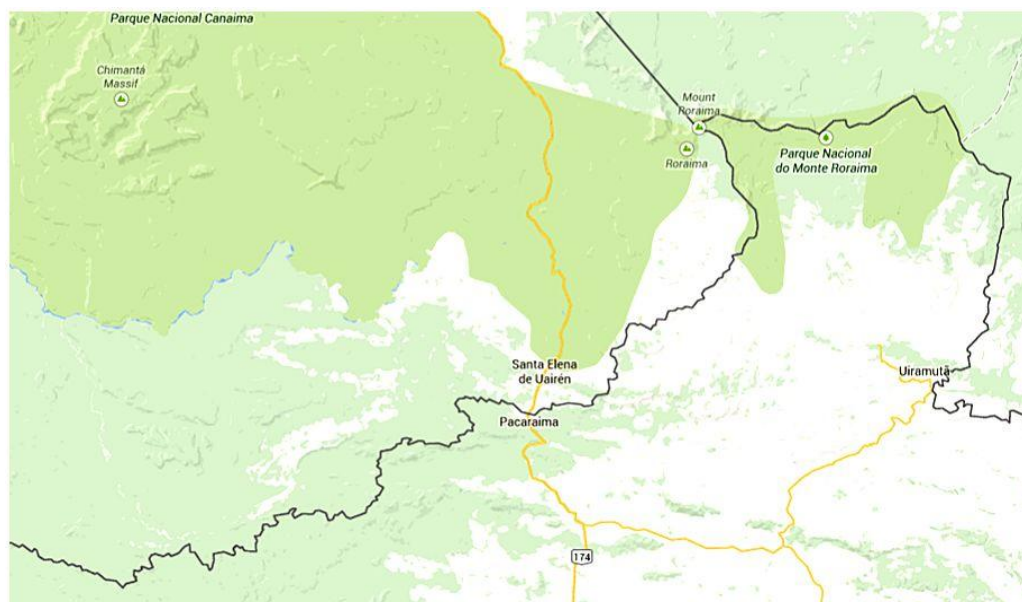 Parque Nacional Canaima
Chimantá
Massif
Mount
Roraima
Roraima
Parque Nacional
do Monte Roraima
Santa Elena
de Uairén
Uiramutã
Pacaraima
174